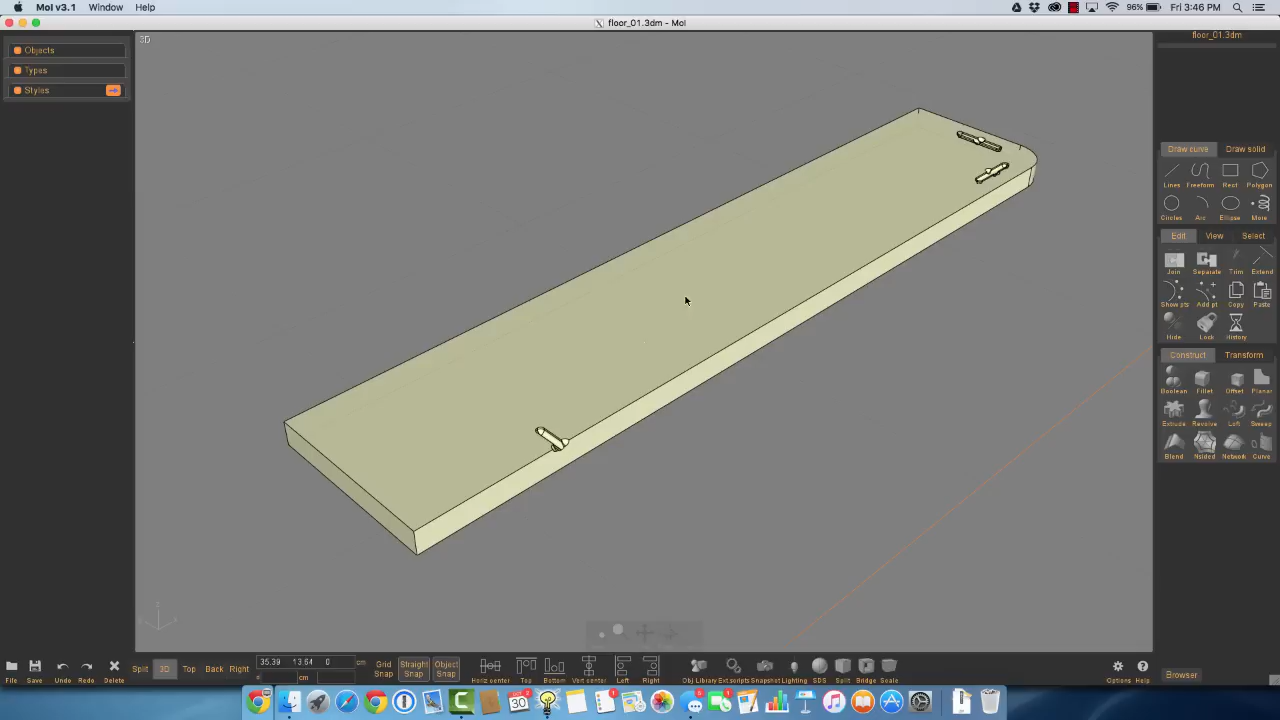 MoI v3.1 Window Help
96% Fri 3:46 PM
floor_01.3dm - MoI
floor_01.3dm
3D
Objects
Types
Styles
Draw curve Draw solid
Lines Freeform Rect Polygon
Circles Arc Ellipse More
Edit View Select
Join Separate Trim Extend
Show pts Add pt Copy Paste
Hide Lock History
Construct Transform
Boolean Fillet Offset Planar
Extrude Revolve Loft Sweep
Blend Nsided Network Curve
File Save Undo Redo Delete
Split 3D Top Back Right
35.39 13.64 0 cm
= cm
Grid Snap
Straight Snap
Object Snap
Horiz center Top Bottom Vert center Left Right
Obj Library Ext scripts Snapshot Lighting SDS Split Bridge Scale
Options Help
Browser
30